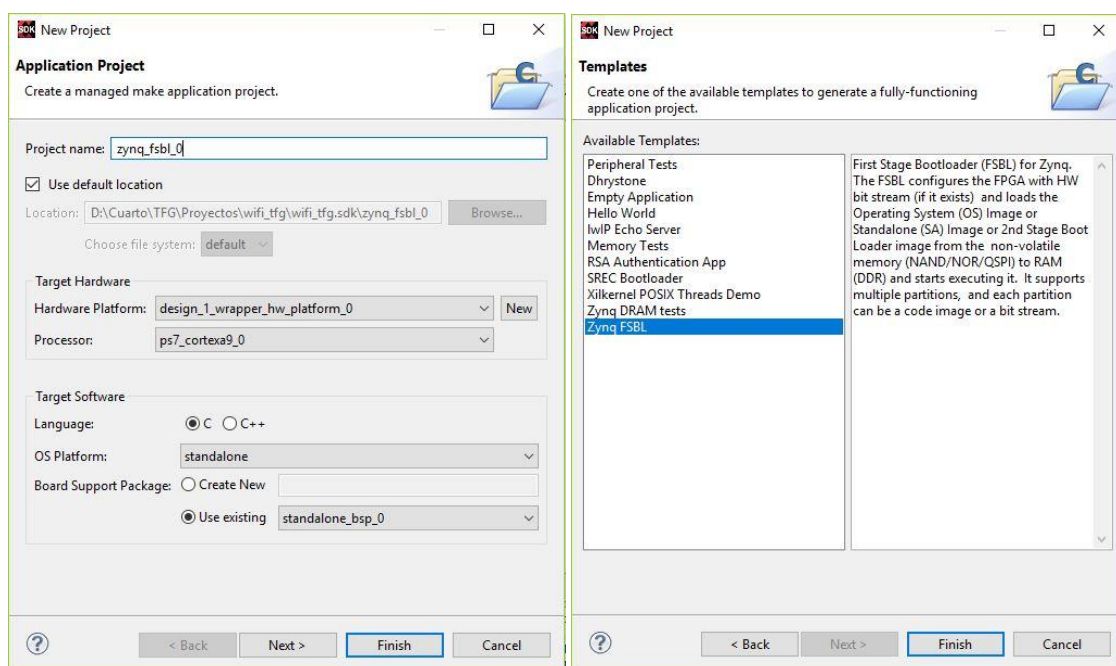 SDK New Project
Application Project
Create a managed make application project.
Project name: zynq_fsbl_0
Use default location
Location: D:\Cuarto\TFG\Proyectos\wifi_tfg\wifi_tfg.sdk\zynq_fsbl_0 Browse...
Choose file system: default
Target Hardware
Hardware Platform: design_1_wrapper_hw_platform_0 New
Processor: ps7_cortexa9_0
Target Software
Language: C C++
OS Platform: standalone
Board Support Package: Create New
Use existing standalone_bsp_0
? < Back Next > Finish Cancel
SDK New Project
Templates
Create one of the available templates to generate a fully-functioning
application project.
Available Templates:
Peripheral Tests
Dhrystone
Empty Application
Hello World
lwIP Echo Server
Memory Tests
RSA Authentication App
SREC Bootloader
Xilkernel POSIX Threads Demo
Zynq DRAM tests
Zynq FSBL
First Stage Bootloader (FSBL) for Zynq.
The FSBL configures the FPGA with HW
bit stream (if it exists) and loads the
Operating System (OS) Image or
Standalone (SA) Image or 2nd Stage Boot
Loader image from the non-volatile
memory (NAND/NOR/QSPI) to RAM
(DDR) and starts executing it. It supports
multiple partitions, and each partition
can be a code image or a bit stream.
? < Back Next > Finish Cancel